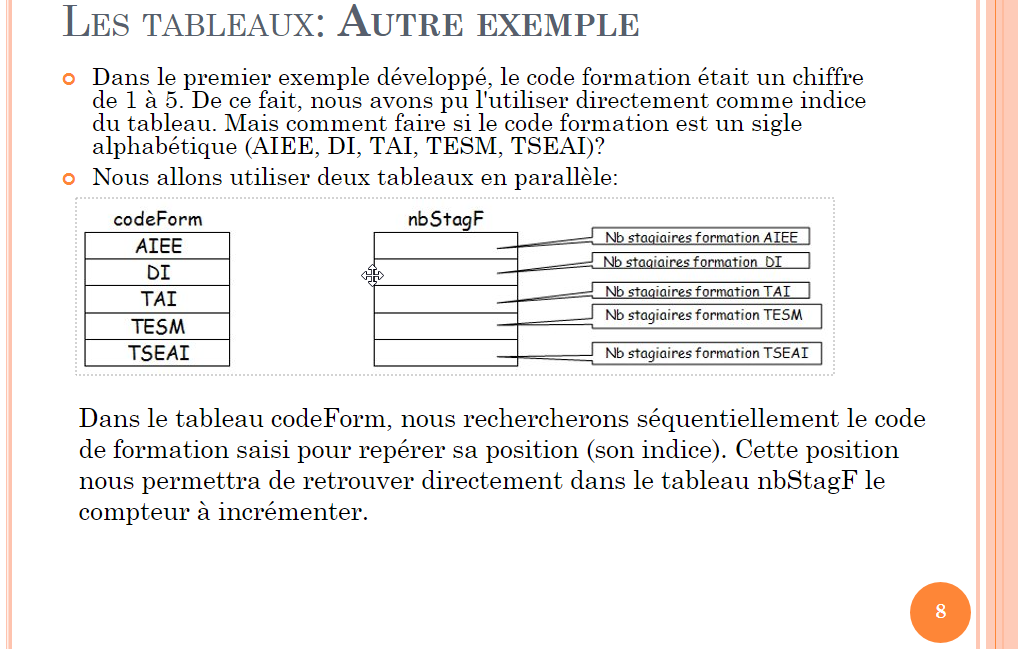 LES TABLEAUX: AUTRE EXEMPLE
Dans le premier exemple développé, le code formation était un chiffre
de 1 à 5. De ce fait, nous avons pu l'utiliser directement comme indice
du tableau. Mais comment faire si le code formation est un sigle
alphabétique (AIEE, DI, TAI, TESM, TSEAI)?
Nous allons utiliser deux tableaux en parallèle:
codeForm
AIEE
DI
TAI
TESM
TSEAI
nbStagF
Nb stagiaires formation AIEE
Nb stagiaires formation DI
Nb stagiaires formation TAI
Nb stagiaires formation TESM
Nb stagiaires formation TSEAI
Dans le tableau codeForm, nous rechercherons séquentiellement le code
de formation saisi pour repérer sa position (son indice). Cette position
nous permettra de retrouver directement dans le tableau nbStagF le
compteur à incrémenter.
8